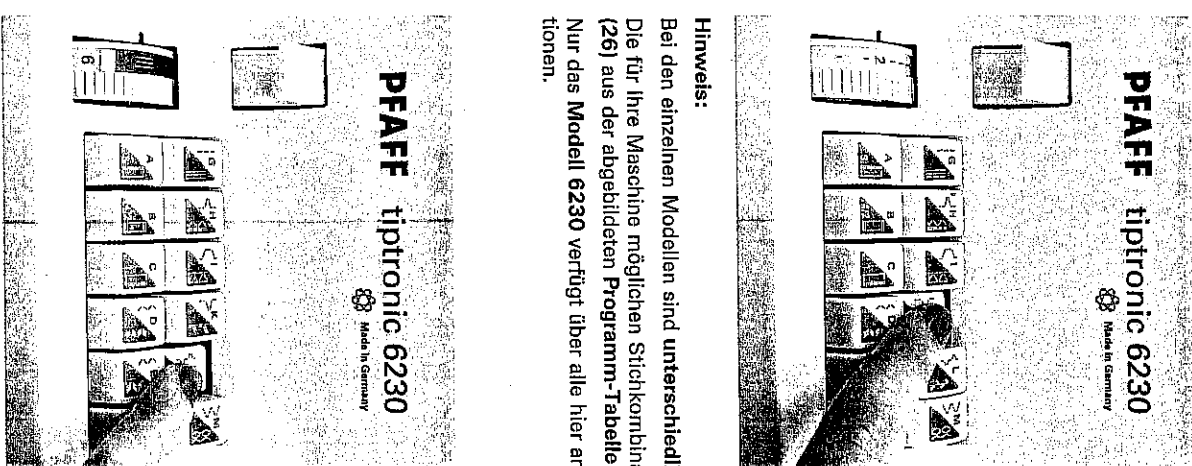 PFAFF tiptronic 6230
Made in Germany
G H I L M
A B C D
2
Hinweis:
Bei den einzelnen Modellen sind unterschiedl
Die für Ihre Maschine möglichen Stichkombina
(26) aus der abgebildeten Programm-Tabelle
Nur das Modell 6230 verfügt über alle hier an
tionen.
PFAFF tiptronic 6230
Made in Germany
G H I K M
A B C D